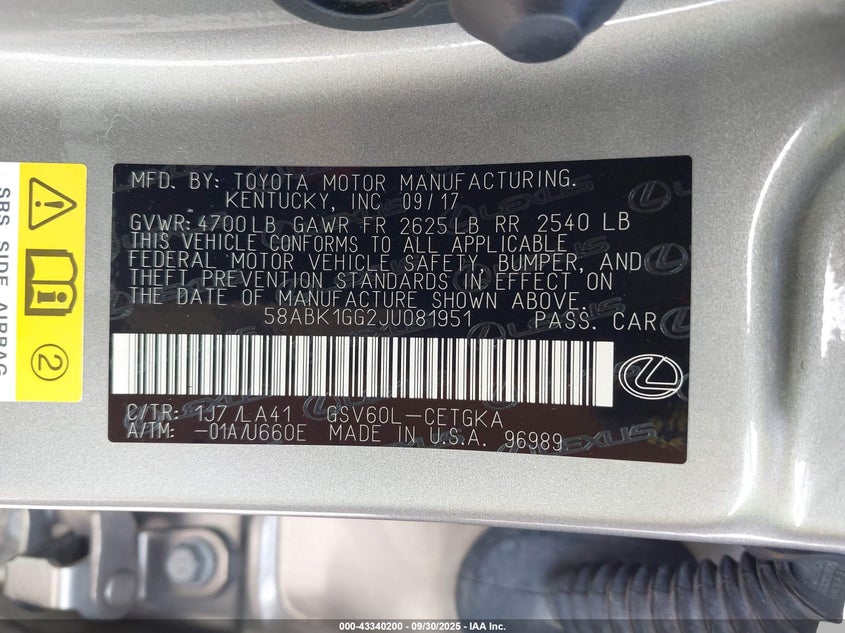 MFD. BY: TOYOTA MOTOR MANUFACTURING.
KENTUCKY, INC 09/17
GVWR: 4700 LB GAWR FR 2625 LB RR 2540 LB
THIS VEHICLE CONFORMS TO ALL APPLICABLE
FEDERAL MOTOR VEHICLE SAFETY, BUMPER, AND
THEFT PREVENTION STANDARDS IN EFFECT ON
THE DATE OF MANUFACTURE SHOWN ABOVE.
58ABK1GG2JU081951 PASS. CAR
C/TR: 1J7/LA41 GSV60L-CETGKA
A/TM: -01A/U660E MADE IN U.S.A. 96989
SRS SIDE AIRBAG
2
LEXUS
000-43340200 - 09/30/2025 - IAA Inc.